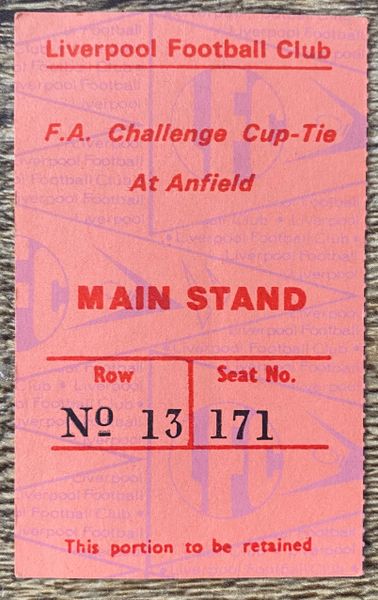 Liverpool Football Club
F.A. Challenge Cup-Tie
At Anfield
MAIN STAND
Row Seat No.
Nº 13 171
This portion to be retained